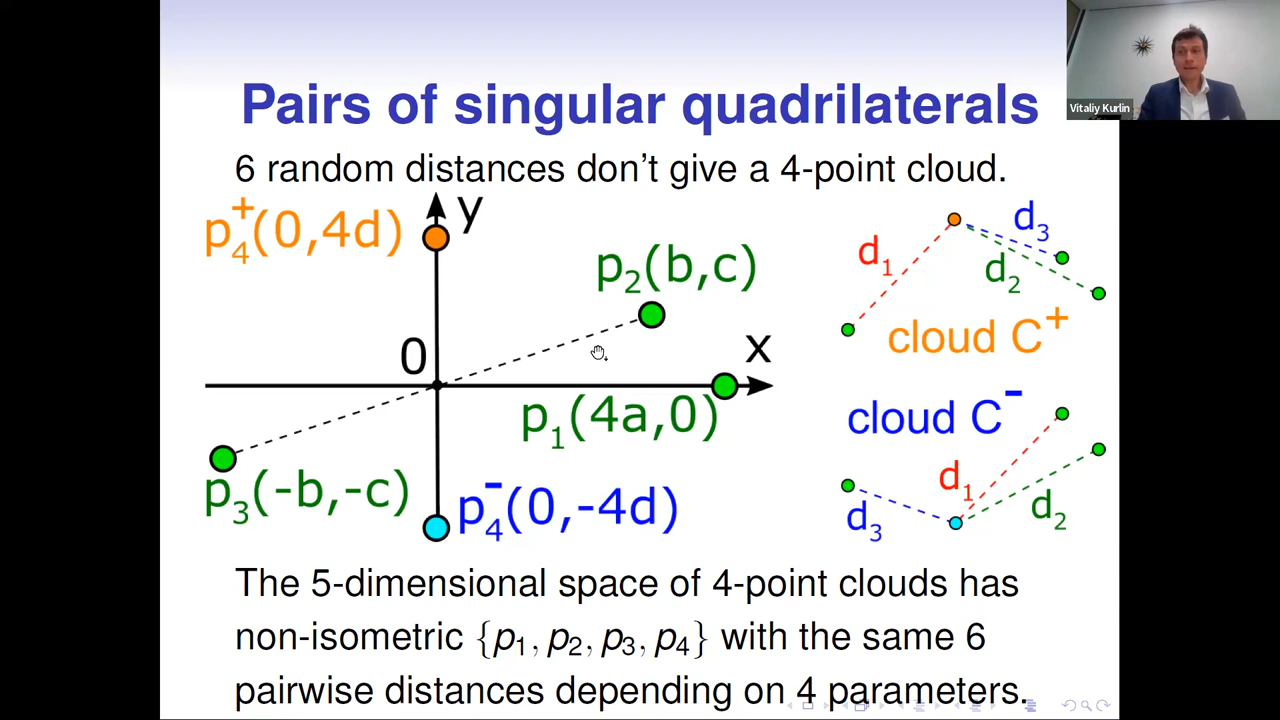 Pairs of singular quadrilaterals
Vitaliy Kurlin
6 random distances don't give a 4-point cloud.
p₄⁺(0,4d)
y
p₂(b,c)
0
x
p₁(4a,0)
p₃(-b,-c)
p₄⁻(0,-4d)
d₁
d₃
d₂
cloud C⁺
cloud C⁻
d₁
d₃
d₂
The 5-dimensional space of 4-point clouds has
non-isometric {p₁, p₂, p₃, p₄} with the same 6
pairwise distances depending on 4 parameters.